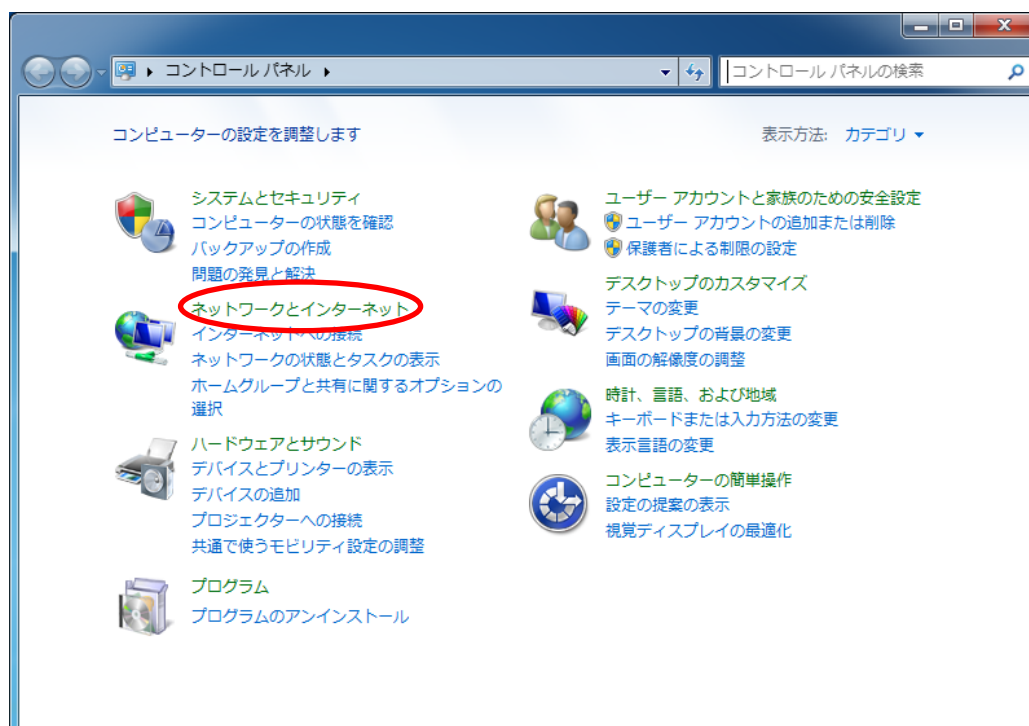 コントロール パネル
コントロール パネルの検索
コンピューターの設定を調整します
表示方法: カテゴリ
システムとセキュリティ
コンピューターの状態を確認
バックアップの作成
問題の発見と解決
ネットワークとインターネット
インターネットへの接続
ネットワークの状態とタスクの表示
ホームグループと共有に関するオプションの
選択
ハードウェアとサウンド
デバイスとプリンターの表示
デバイスの追加
プロジェクターへの接続
共通で使うモビリティ設定の調整
プログラム
プログラムのアンインストール
ユーザー アカウントと家族のための安全設定
ユーザー アカウントの追加または削除
保護者による制限の設定
デスクトップのカスタマイズ
テーマの変更
デスクトップの背景の変更
画面の解像度の調整
時計、言語、および地域
キーボードまたは入力方法の変更
表示言語の変更
コンピューターの簡単操作
設定の提案の表示
視覚ディスプレイの最適化